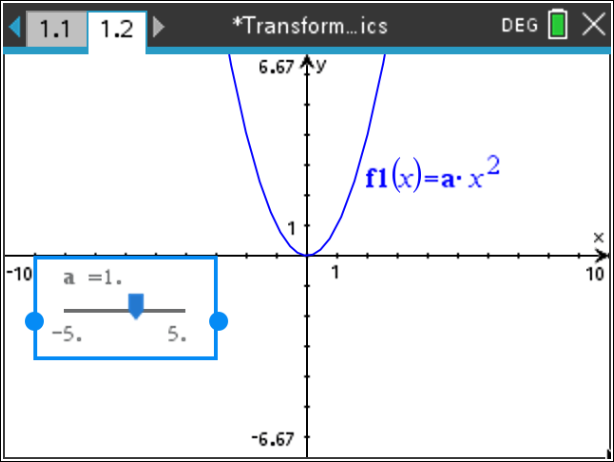 1.1 1.2 *Transform...ics DEG
6.67 y
f1(x)=a· x²
1
x
-10 1 10
a =1.
-5. 5.
-6.67